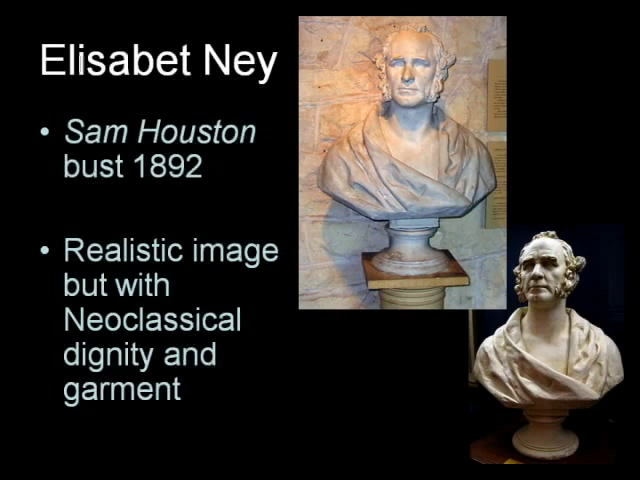 Elisabet Ney
• Sam Houston
bust 1892
• Realistic image
but with
Neoclassical
dignity and
garment